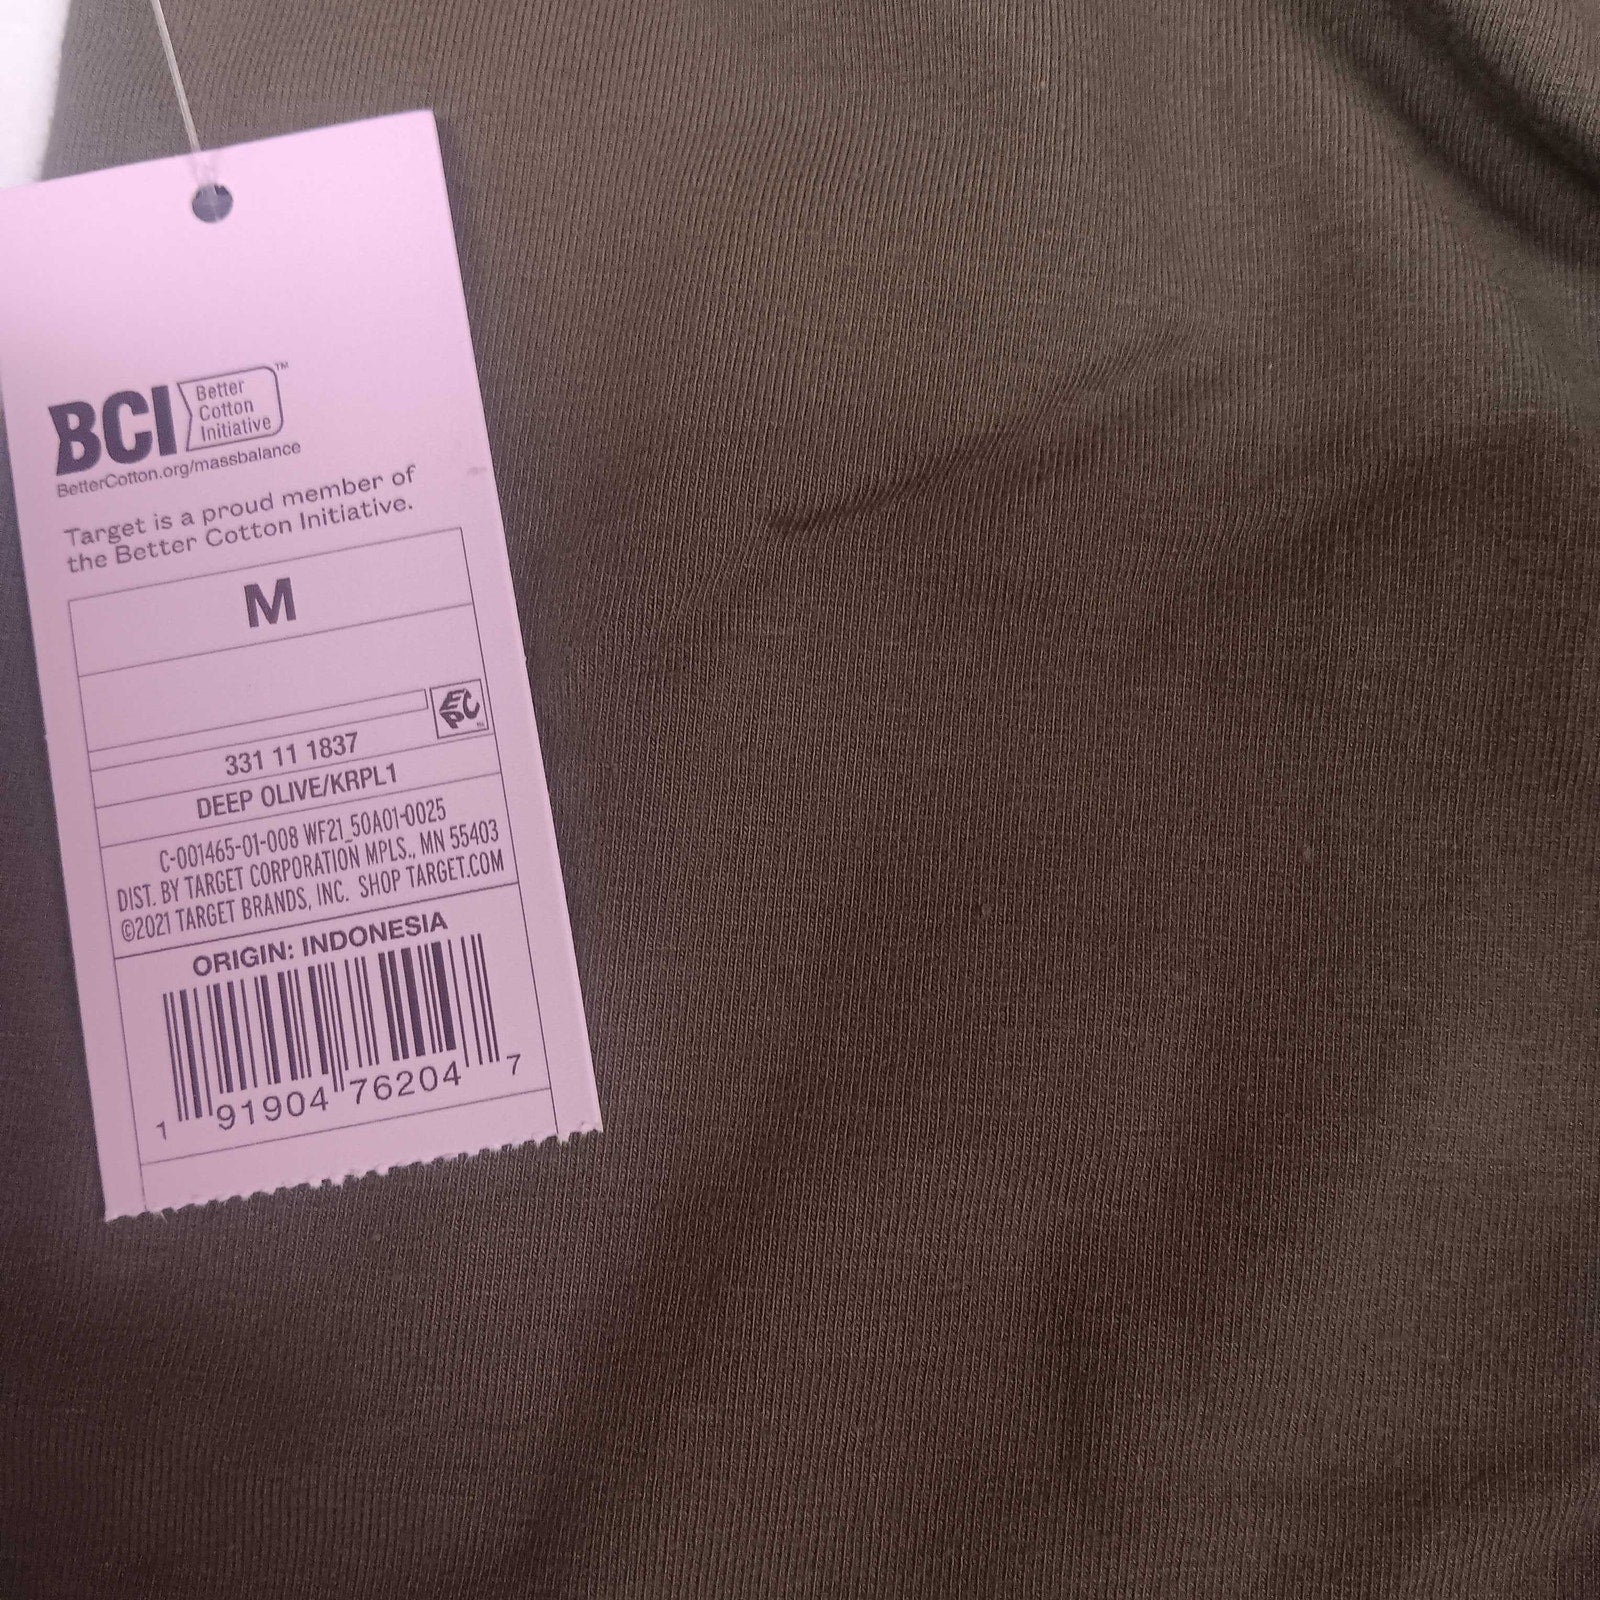 BCI Better
Cotton
Initiative™
BetterCotton.org/massbalance
Target is a proud member of
the Better Cotton Initiative.
M
EPC
331 11 1837
DEEP OLIVE/KRPL1
C-001465-01-008 WF21_50A01-0025
DIST. BY TARGET CORPORATION MPLS., MN 55403
©2021 TARGET BRANDS, INC. SHOP TARGET.COM
ORIGIN: INDONESIA
1 91904 76204 7